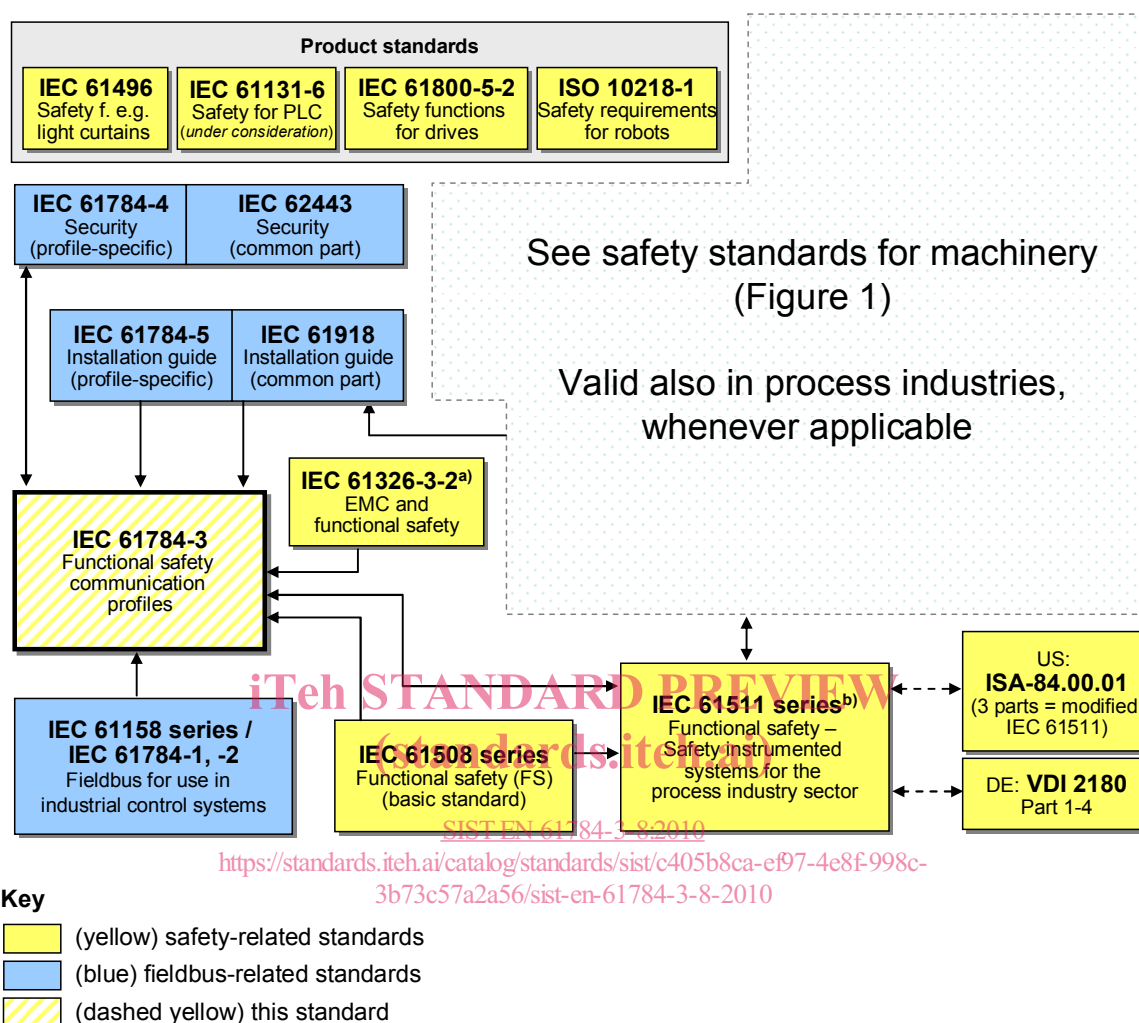 Product standards
IEC 61496
Safety f. e.g.
light curtains
IEC 61131-6
Safety for PLC
(under consideration)
IEC 61800-5-2
Safety functions
for drives
ISO 10218-1
Safety requirements
for robots
IEC 61784-4
Security
(profile-specific)
IEC 62443
Security
(common part)
See safety standards for machinery
(Figure 1)
Valid also in process industries,
whenever applicable
IEC 61784-5
Installation guide
(profile-specific)
IEC 61918
Installation guide
(common part)
IEC 61326-3-2a)
EMC and
functional safety
IEC 61784-3
Functional safety
communication
profiles
iTeh STANDARD PREVIEW
(standards.iteh.ai)
IEC 61158 series /
IEC 61784-1, -2
Fieldbus for use in
industrial control systems
IEC 61508 series
Functional safety (FS)
(basic standard)
IEC 61511 seriesb)
Functional safety –
Safety instrumented
systems for the
process industry sector
US:
ISA-84.00.01
(3 parts = modified
IEC 61511)
DE: VDI 2180
Part 1-4
SIST EN 61784-3-8:2010
https://standards.iteh.ai/catalog/standards/sist/c405b8ca-ef97-4e8f-998c-
3b73c57a2a56/sist-en-61784-3-8-2010
Key
(yellow) safety-related standards
(blue) fieldbus-related standards
(dashed yellow) this standard